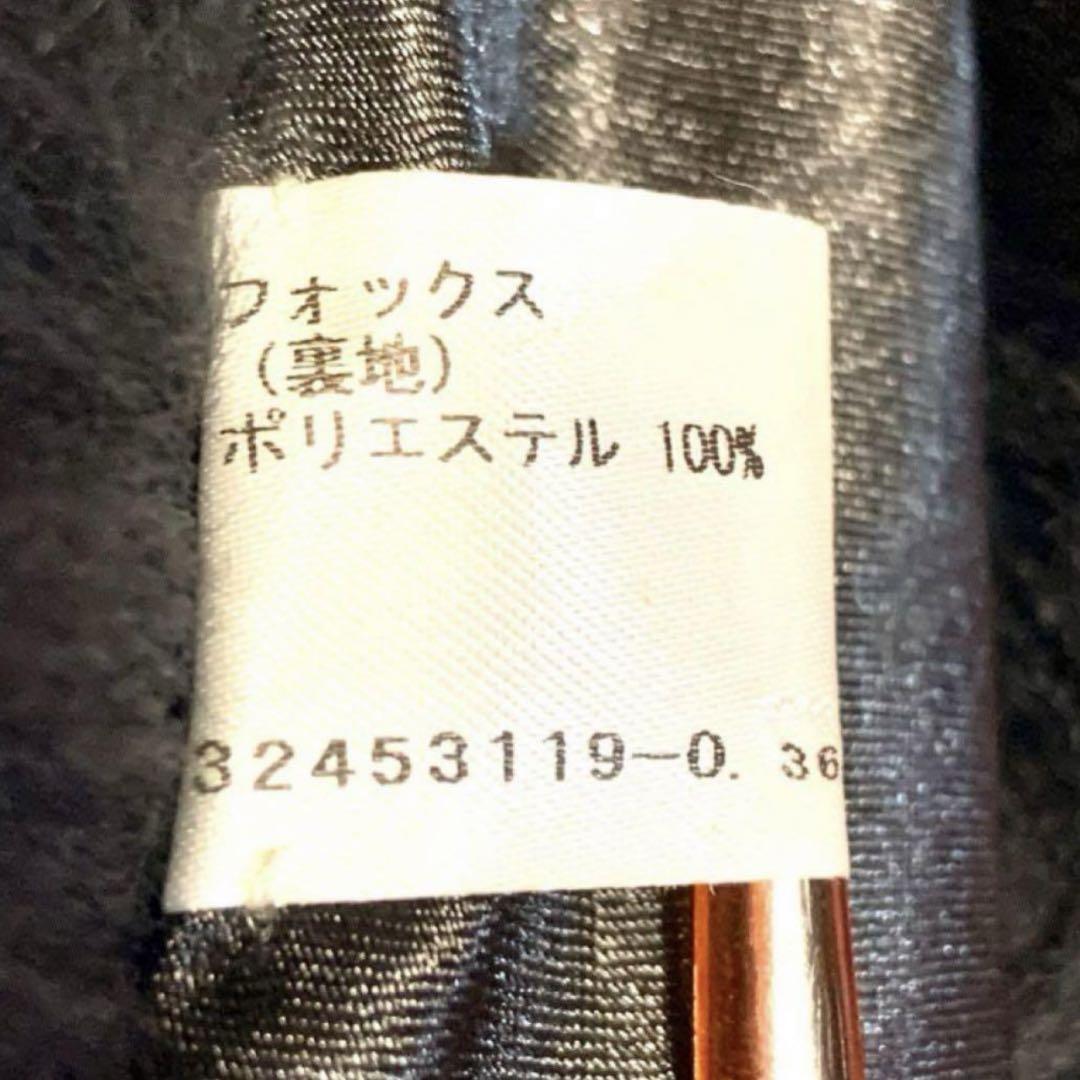 フォックス
(裏地)
ポリエステル 100%
32453119-0. 36